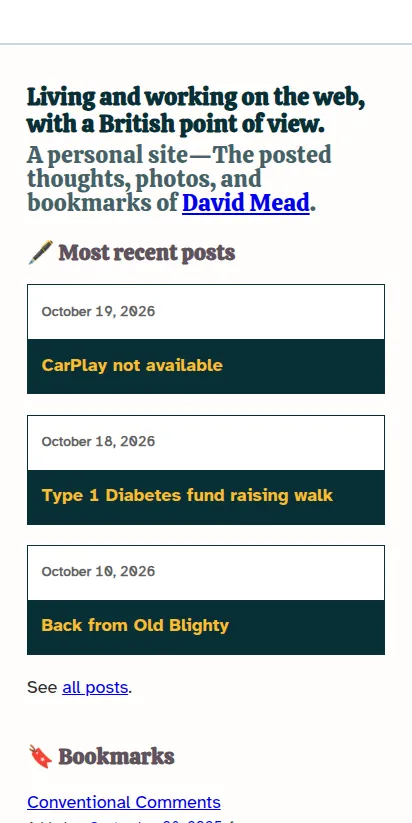 Living and working on the web,
with a British point of view.
A personal site—The posted
thoughts, photos, and
bookmarks of David Mead.
Most recent posts
October 19, 2026
CarPlay not available
October 18, 2026
Type 1 Diabetes fund raising walk
October 10, 2026
Back from Old Blighty
See all posts.
Bookmarks
Conventional Comments